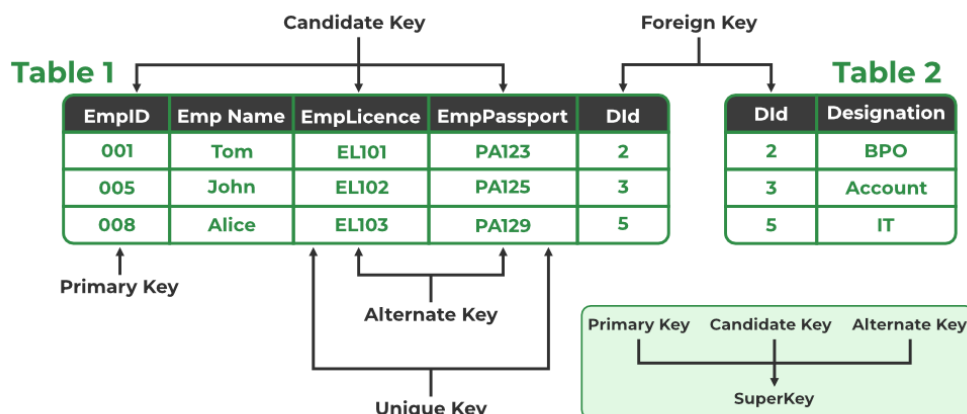 Candidate Key Foreign Key
Table 1 Table 2
EmpID Emp Name EmpLicence EmpPassport DId DId Designation
001 Tom EL101 PA123 2 2 BPO
005 John EL102 PA125 3 3 Account
008 Alice EL103 PA129 5 5 IT
Primary Key
Alternate Key
Primary Key Candidate Key Alternate Key
SuperKey
Unique Key